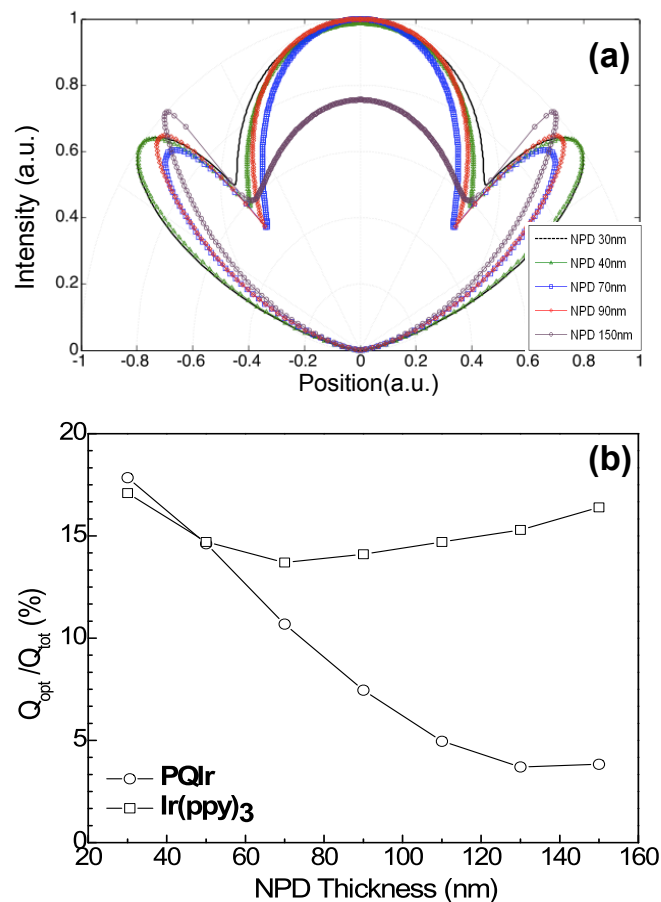 (a)
Intensity (a.u.)
1
0.8
0.6
0.4
0.2
0
-1 -0.8 -0.6 -0.4 -0.2 0 0.2 0.4 0.6 0.8 1
Position(a.u.)
NPD 30nm
NPD 40nm
NPD 70nm
NPD 90nm
NPD 150nm
(b)
Qopt/Qtot (%)
20
15
10
5
0
PQIr
Ir(ppy)3
20 40 60 80 100 120 140 160
NPD Thickness (nm)